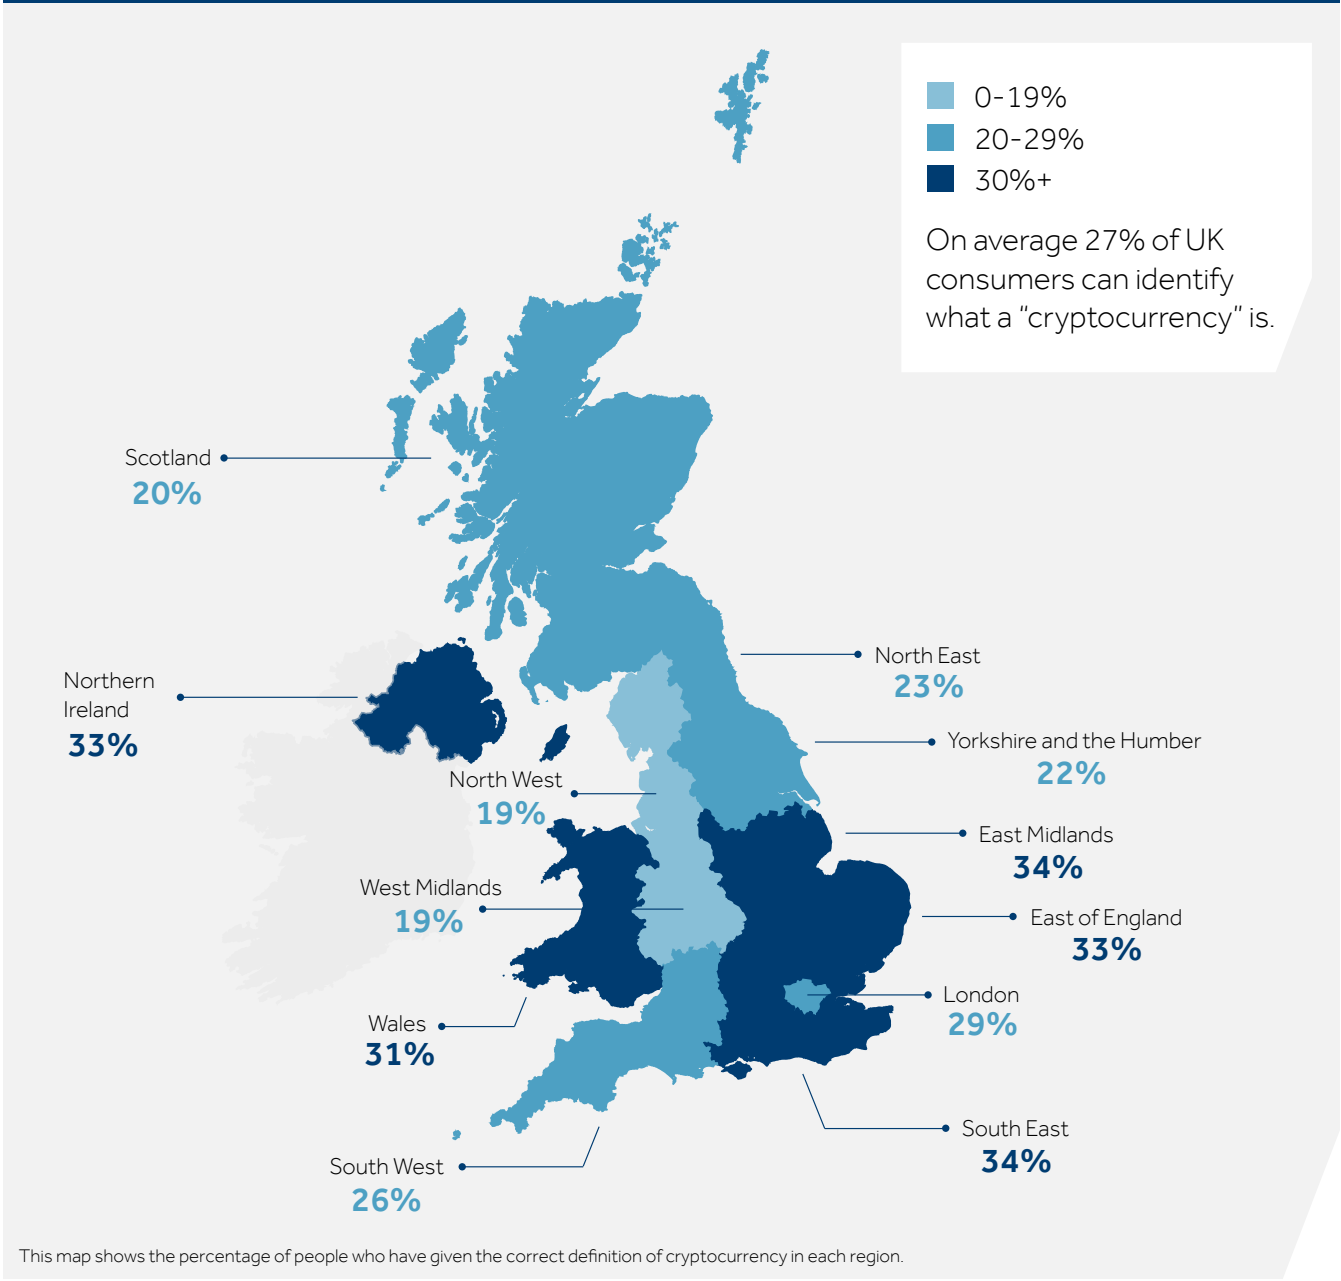 0-19%
20-29%
30%+
On average 27% of UK
consumers can identify
what a “cryptocurrency” is.
Scotland
20%
North East
23%
Northern
Ireland
33%
Yorkshire and the Humber
22%
North West
19%
East Midlands
34%
West Midlands
19%
East of England
33%
London
29%
Wales
31%
South East
34%
South West
26%
This map shows the percentage of people who have given the correct definition of cryptocurrency in each region.